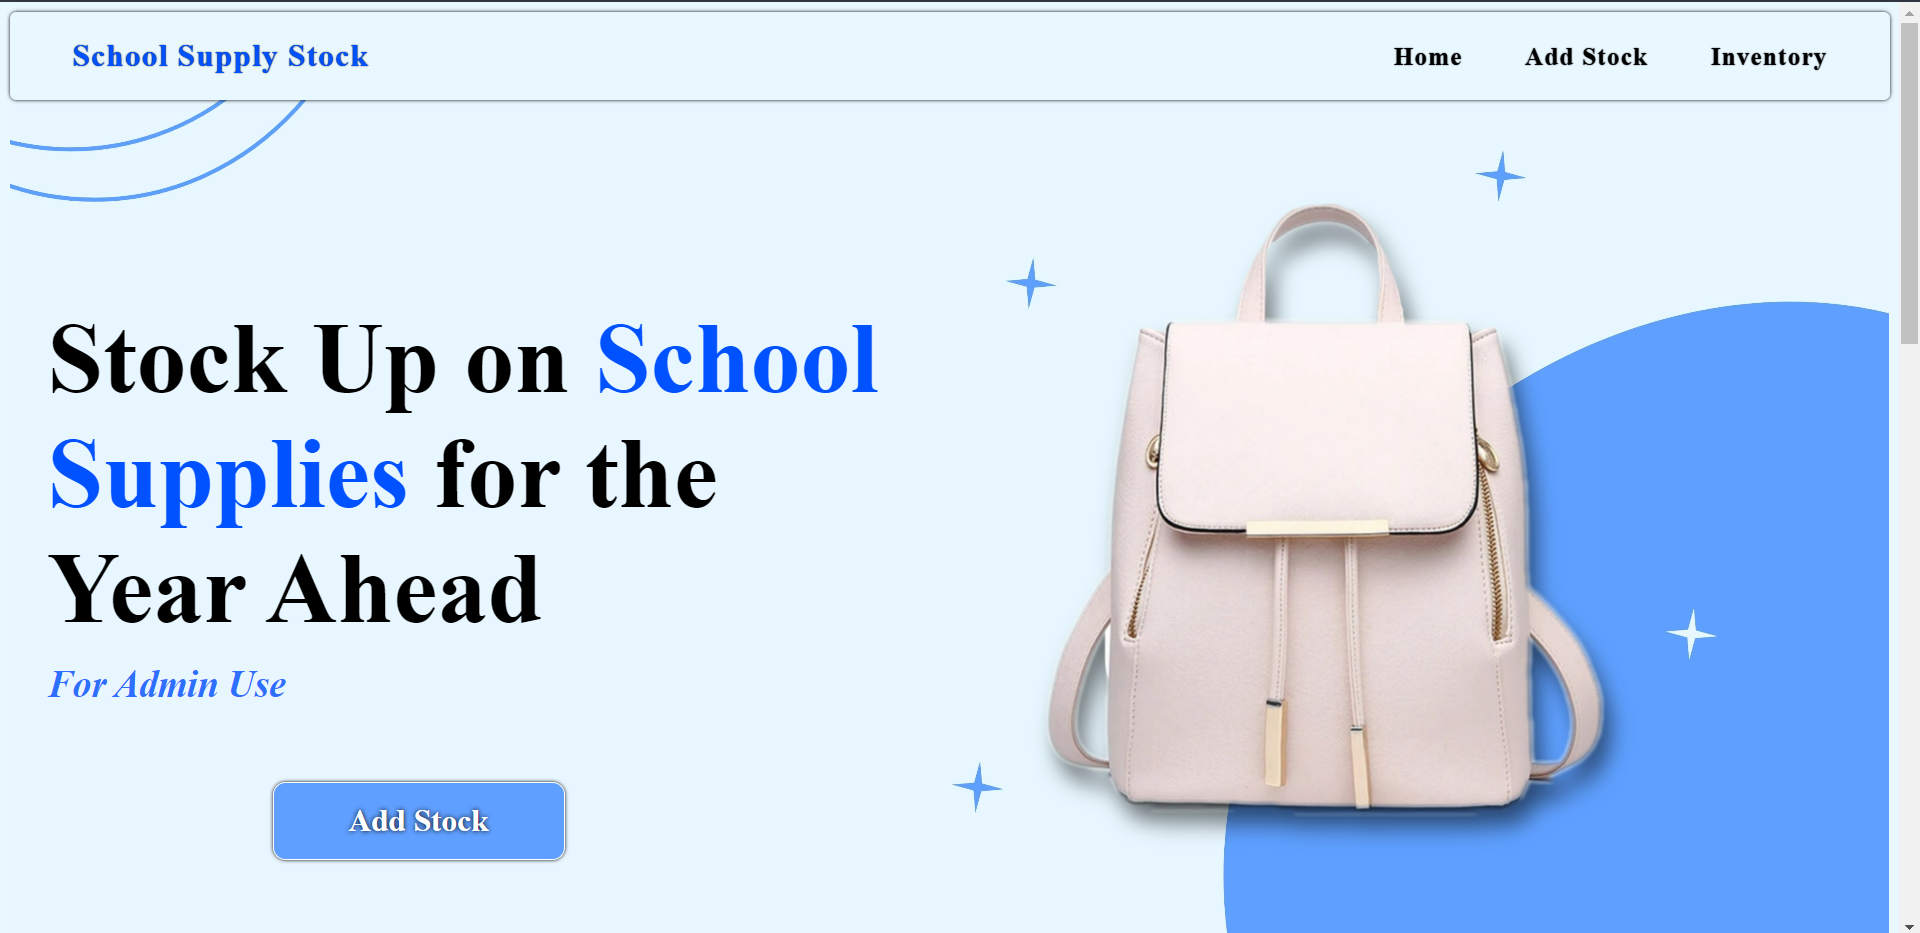 School Supply Stock
Home
Add Stock
Inventory
Stock Up on School
Supplies for the
Year Ahead
For Admin Use
Add Stock